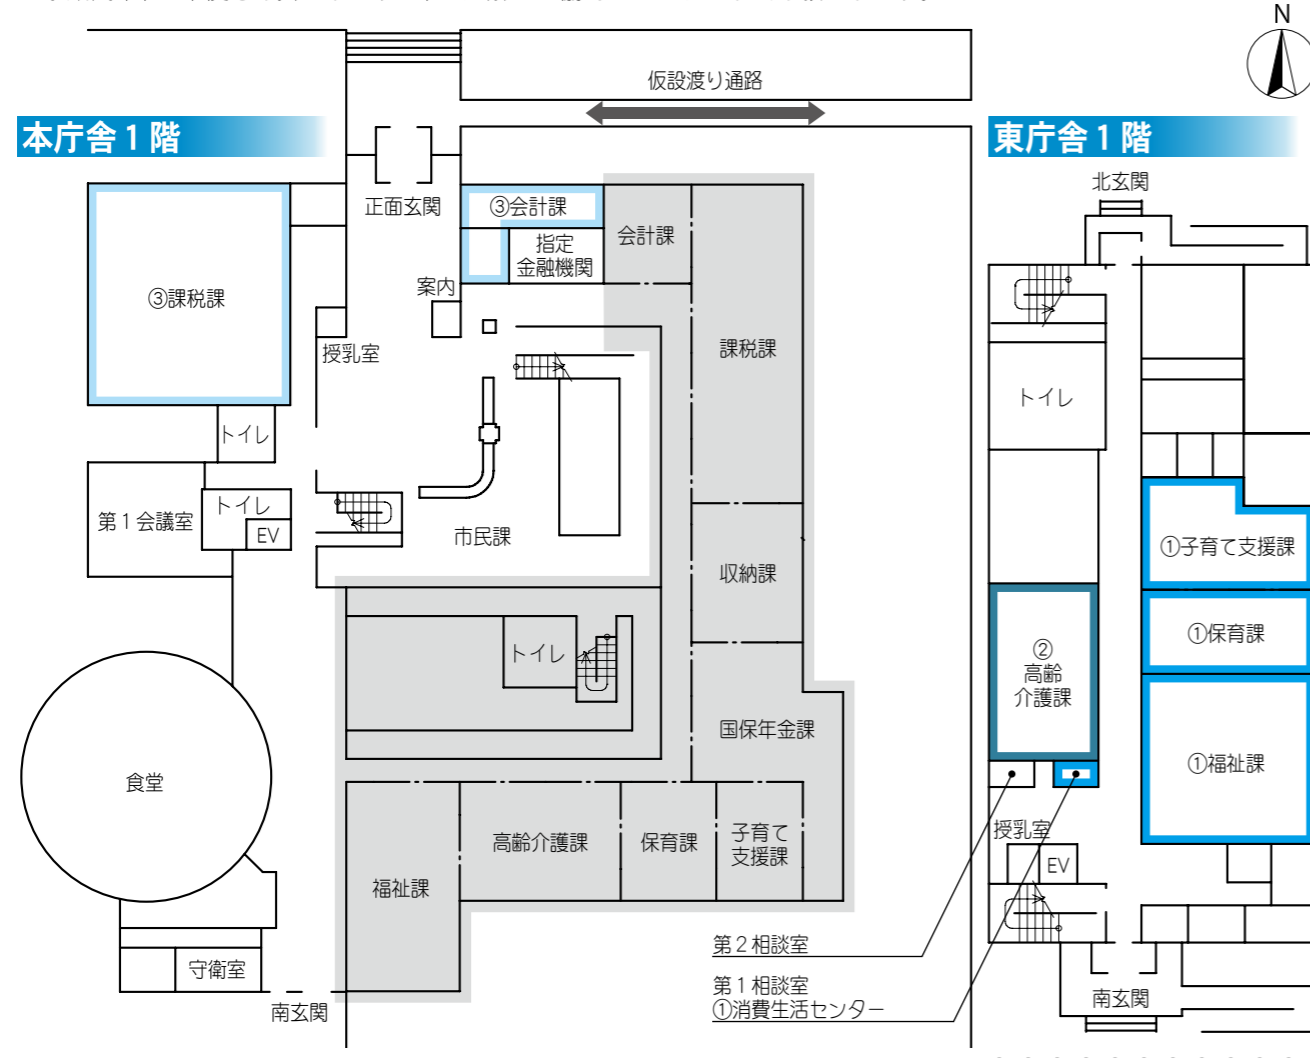 N
仮設渡り通路
本庁舎1階
東庁舎1階
北玄関
正面玄関
③会計課
会計課
指定
金融機関
案内
③課税課
授乳室
課税課
トイレ
トイレ
第1会議室
トイレ
EV
市民課
収納課
①子育て支援課
①保育課
②
高齢
介護課
トイレ
国保年金課
①福祉課
食堂
高齢介護課
保育課
子育て
支援課
福祉課
授乳室
EV
第2相談室
第1相談室
①消費生活センター
守衛室
南玄関
南玄関